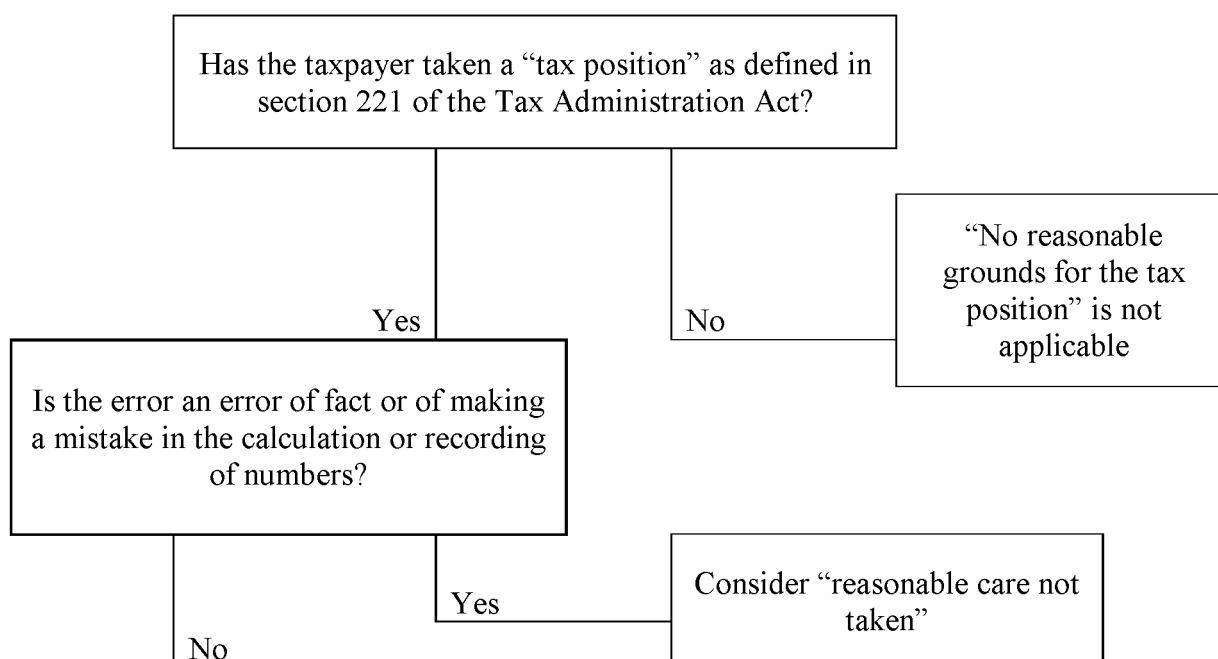 Has the taxpayer taken a “tax position” as defined in
section 221 of the Tax Administration Act?
“No reasonable
grounds for the tax
position” is not
applicable
Yes
No
Is the error an error of fact or of making
a mistake in the calculation or recording
of numbers?
Consider “reasonable care not
taken”
Yes
No